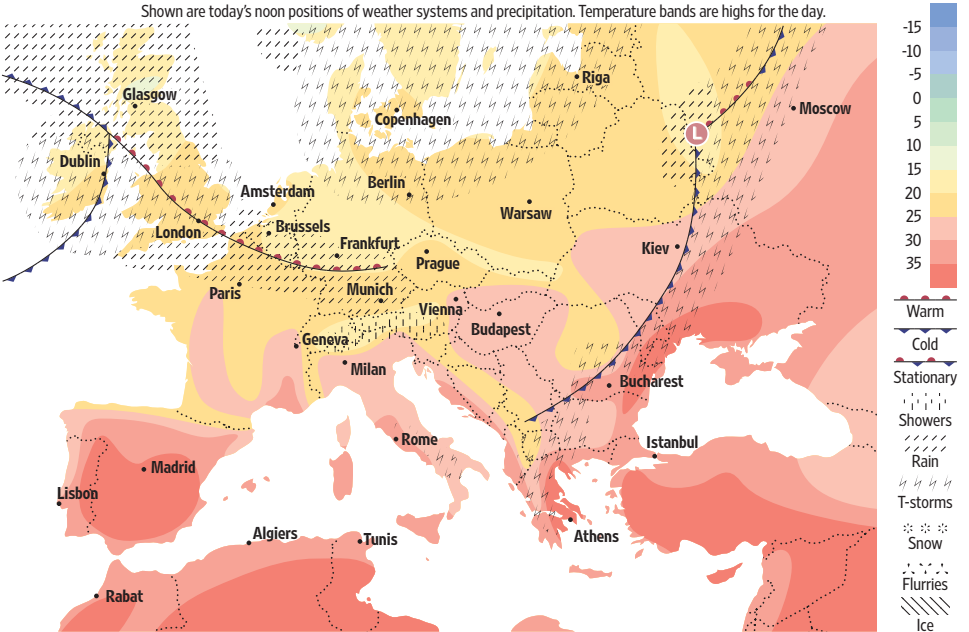 Shown are today's noon positions of weather systems and precipitation. Temperature bands are highs for the day.
-15
-10
-5
0
5
10
15
20
25
30
35
Warm
Cold
Stationary
Showers
Rain
T-storms
Snow
Flurries
Ice
Glasgow
Riga
Moscow
Copenhagen
L
Dublin
Berlin
Amsterdam
Warsaw
London
Brussels
Frankfurt
Kiev
Prague
Paris
Munich
Vienna
Budapest
Geneva
Milan
Bucharest
Rome
Istanbul
Madrid
Lisbon
Algiers
Tunis
Athens
Rabat